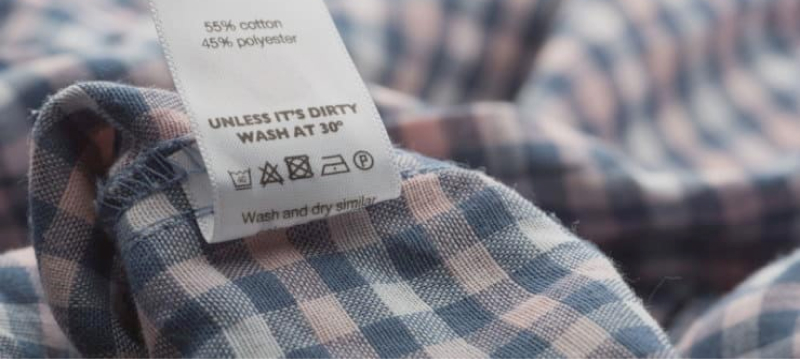 55% cotton
45% polyester
UNLESS IT'S DIRTY
WASH AT 30°
P
Wash and dry similar